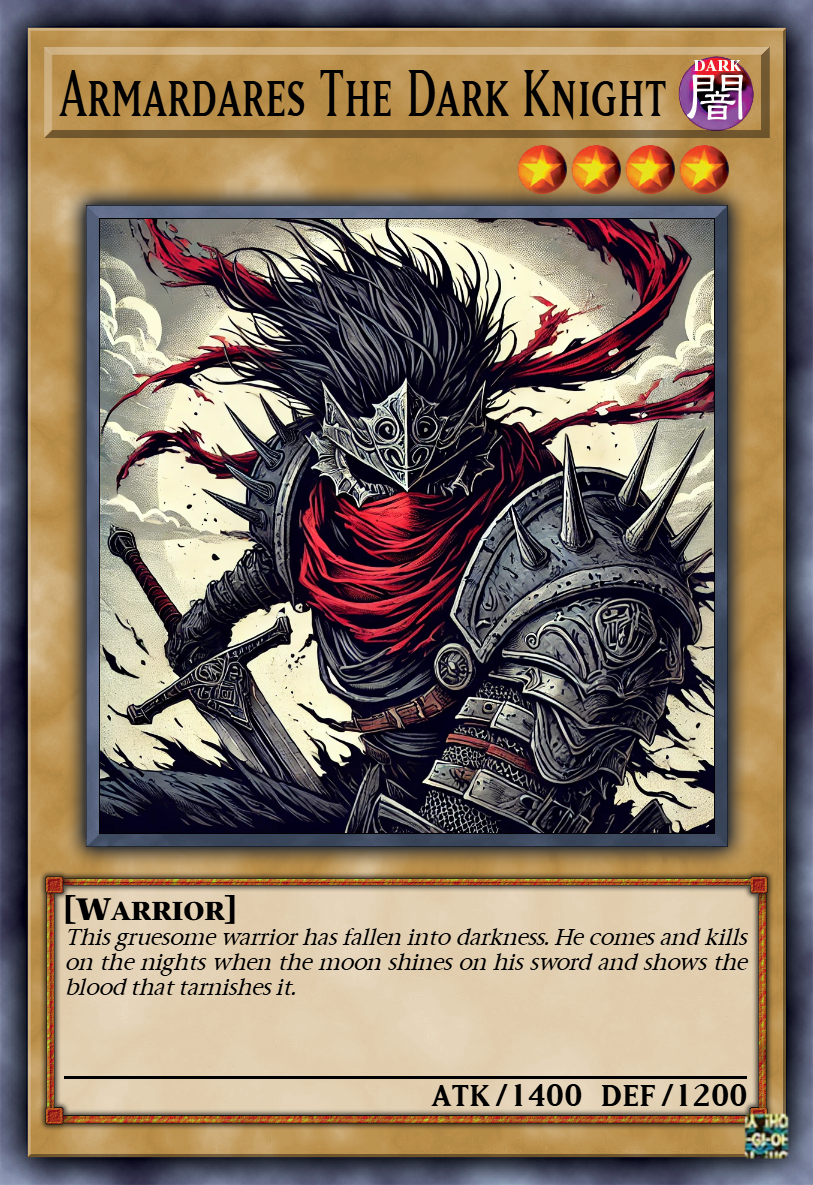 Armardares The Dark Knight
DARK
闇
[Warrior]
This gruesome warrior has fallen into darkness. He comes and kills
on the nights when the moon shines on his sword and shows the
blood that tarnishes it.
ATK/1400 DEF/1200